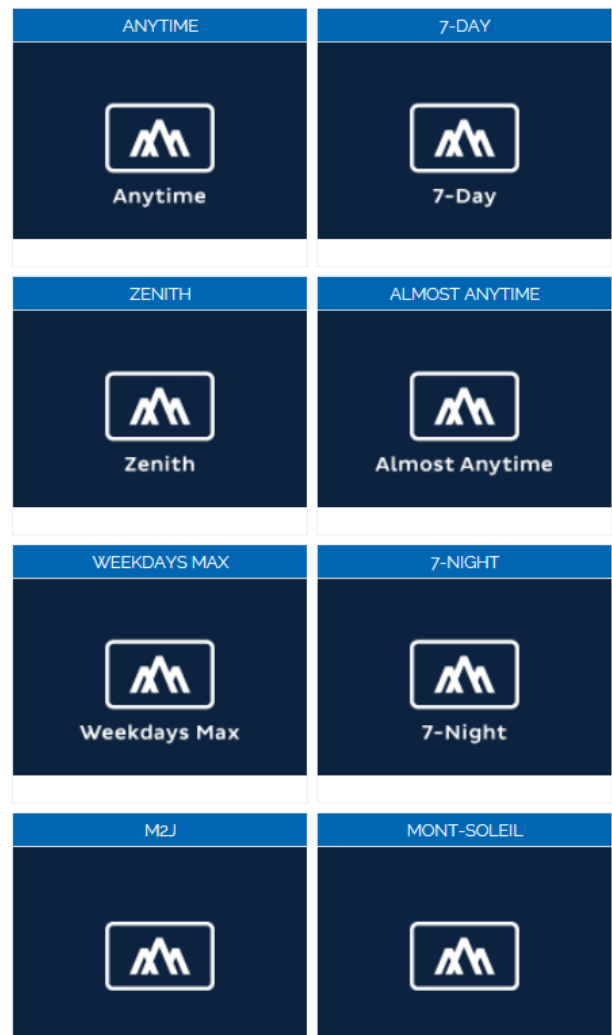 ANYTIME
7-DAY
Anytime
7-Day
ZENITH
ALMOST ANYTIME
Zenith
Almost Anytime
WEEKDAYS MAX
7-NIGHT
Weekdays Max
7-Night
M2J
MONT-SOLEIL